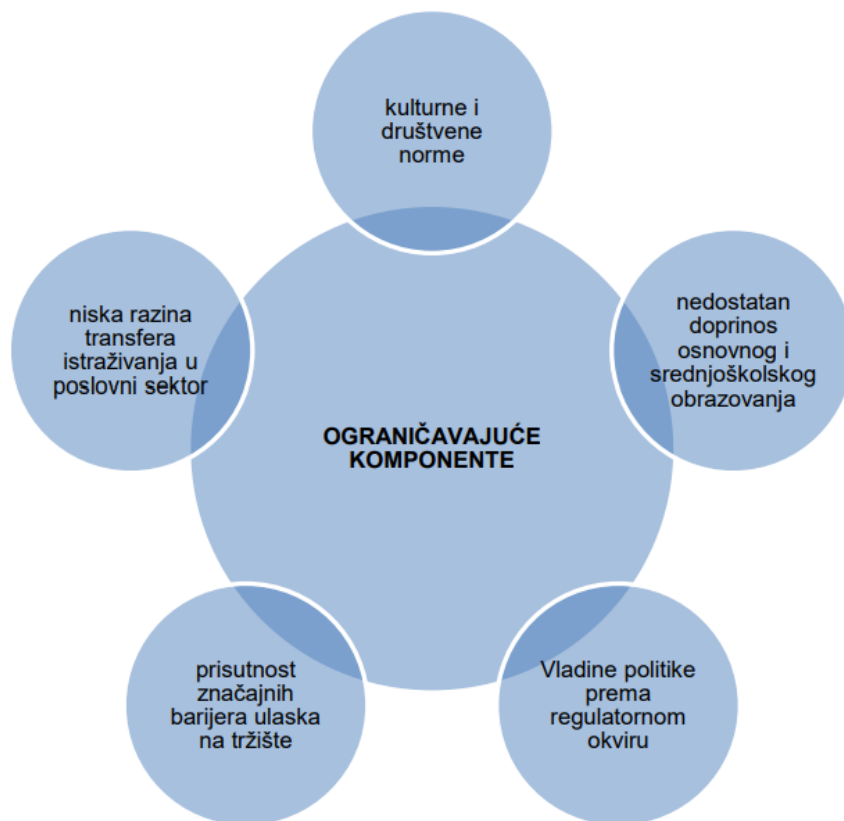 kulturne i
društvene
norme
nedostatan
doprinos
osnovnog i
srednjoškolskog
obrazovanja
Vladine politike
prema
regulatornom
okviru
prisutnost
značajnih
barijera ulaska
na tržište
niska razina
transfera
istraživanja u
poslovni sektor
OGRANIČAVAJUĆE
KOMPONENTE